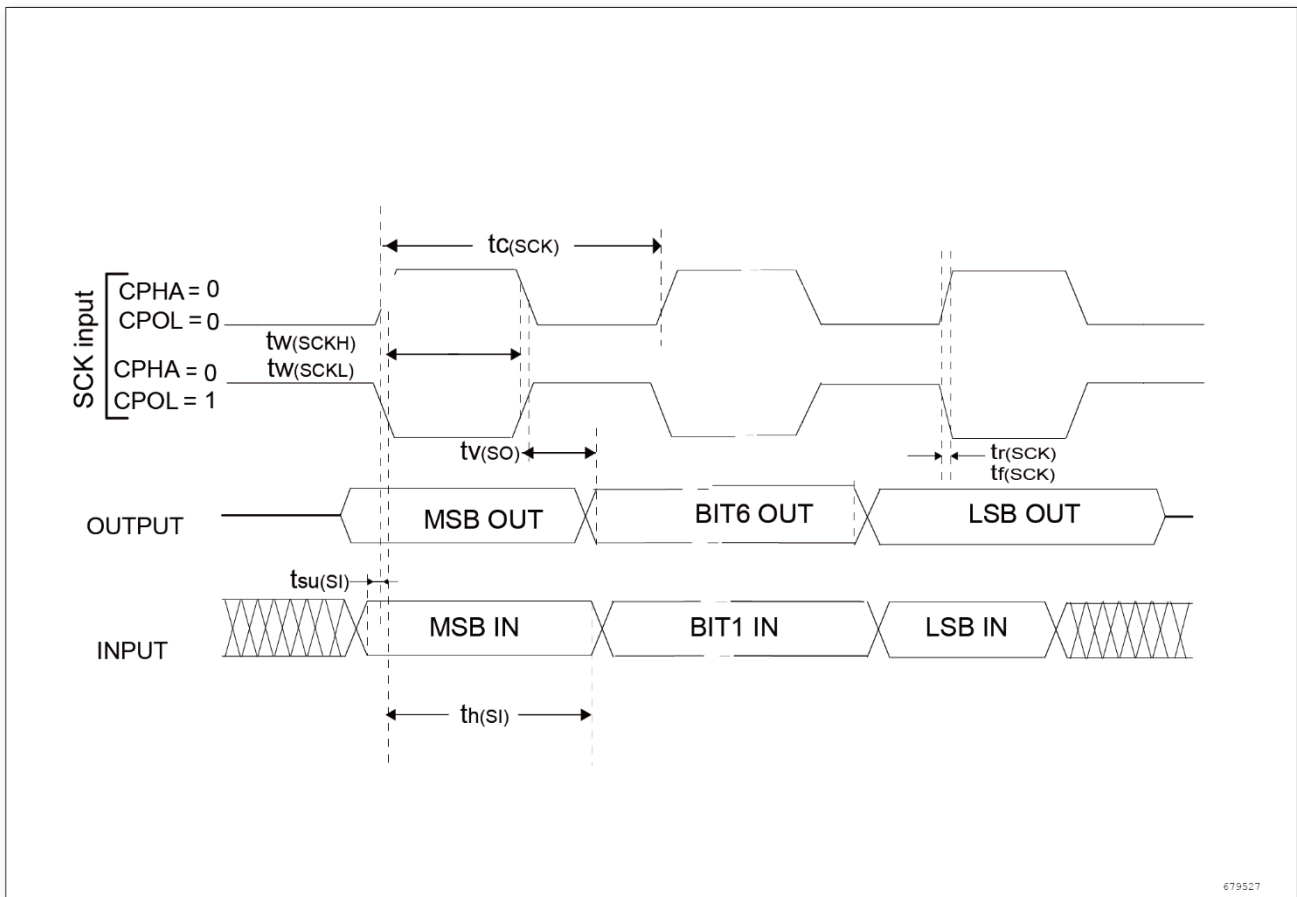 tc(SCK)
SCK input
CPHA = 0
CPOL = 0
tw(SCKH)
CPHA = 0
tw(SCKL)
CPOL = 1
tv(SO)
tr(SCK)
tf(SCK)
OUTPUT
MSB OUT
BIT6 OUT
LSB OUT
tsu(SI)
INPUT
MSB IN
BIT1 IN
LSB IN
th(SI)
679527